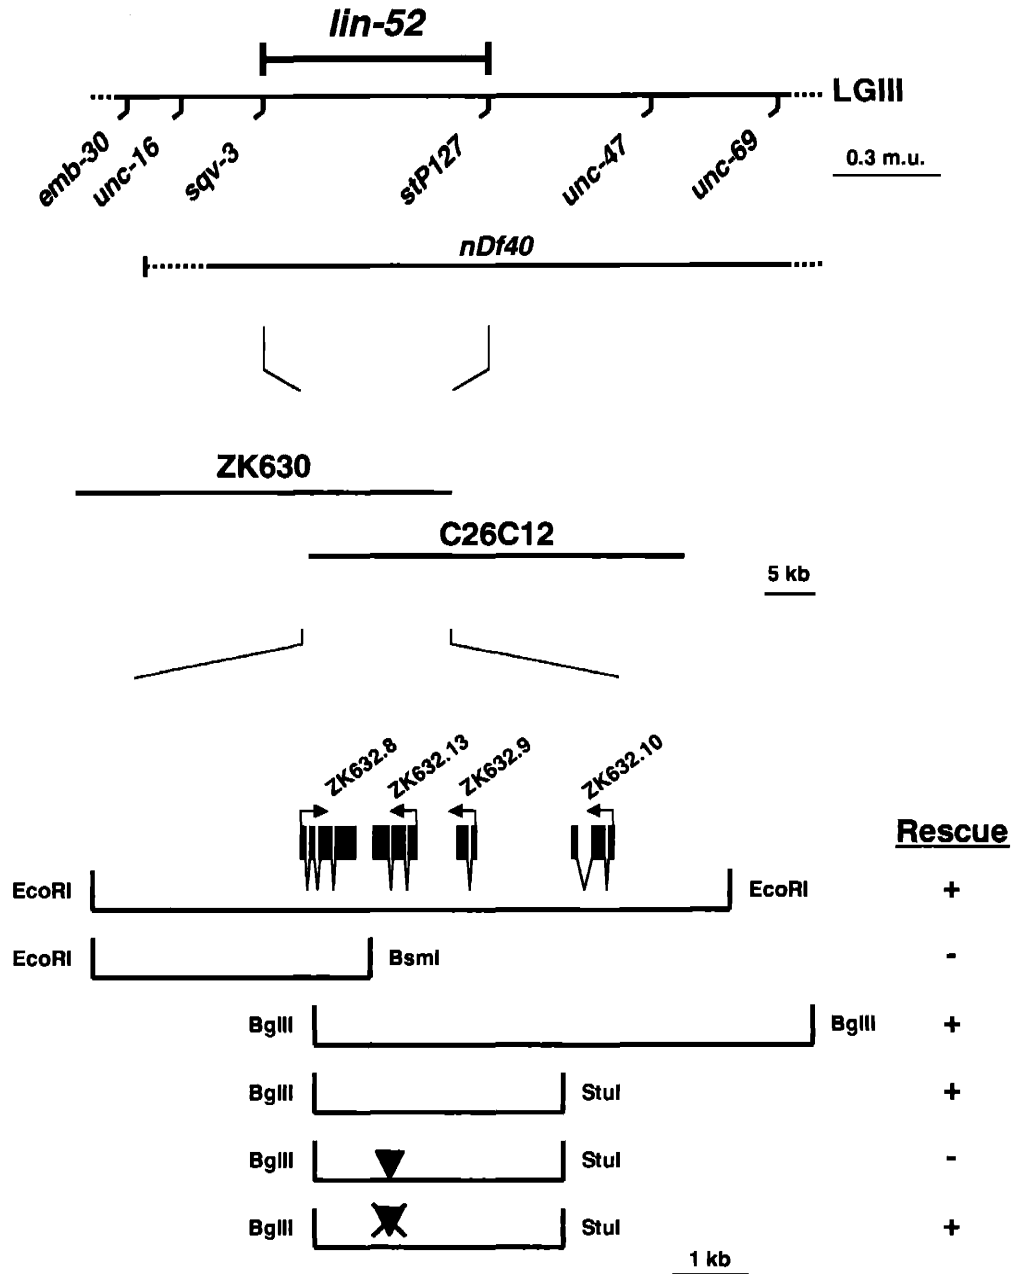 lin-52
LGIII
emb-30
unc-16
sqv-3
stP127
unc-47
unc-69
0.3 m.u.
nDf40
ZK630
C26C12
5 kb
ZK632.8
ZK632.13
ZK632.9
ZK632.10
Rescue
EcoRI EcoRI +
EcoRI BsmI -
BglII BglII +
BglII StuI +
BglII StuI -
BglII StuI +
1 kb